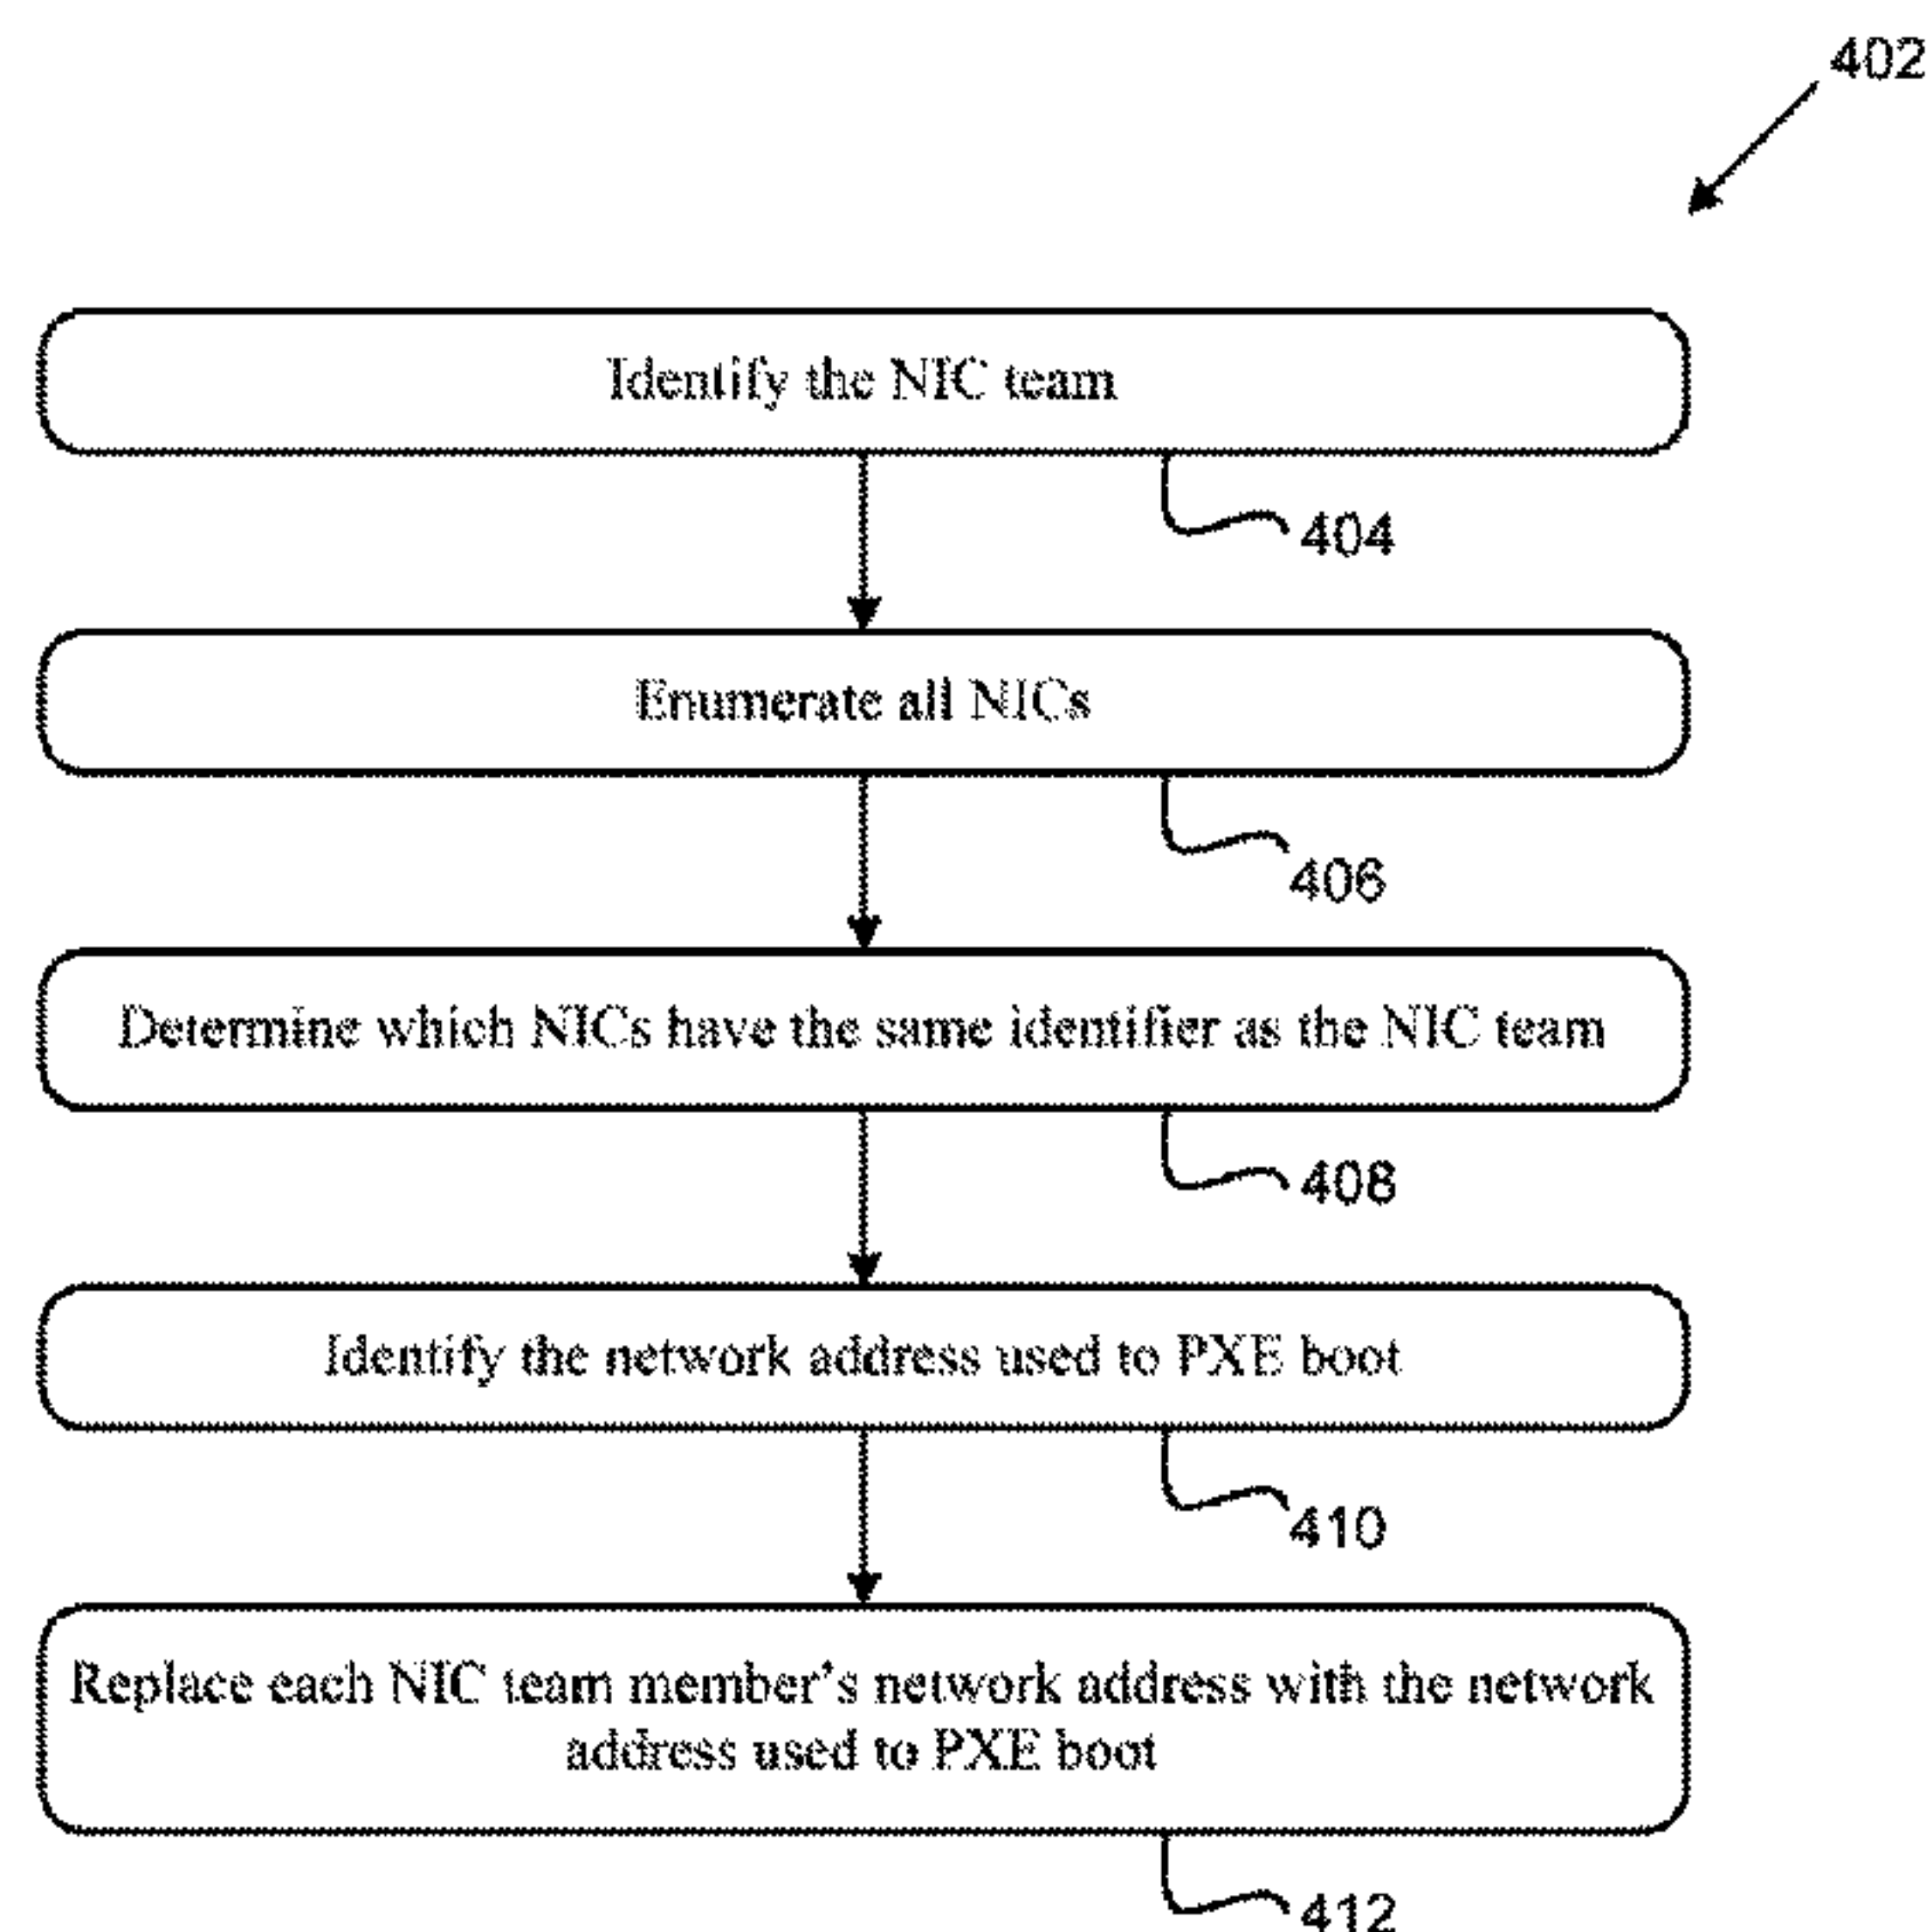 402
Identify the NIC team
404
Enumerate all NICs
406
Determine which NICs have the same identifier as the NIC team
408
Identify the network address used to PXE boot
410
Replace each NIC team member's network address with the network
address used to PXE boot
412